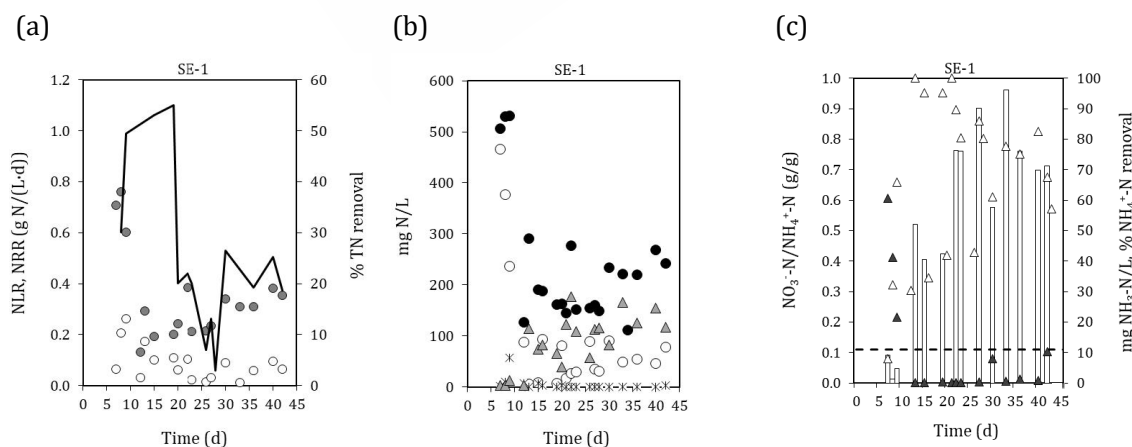 (a)
SE-1
NLR, NRR (g N/(L·d))
1.2
1.0
0.8
0.6
0.4
0.2
0.0
60
50
40
30
20
10
0
% TN removal
0 5 10 15 20 25 30 35 40 45
Time (d)
(b)
SE-1
mg N/L
600
500
400
300
200
100
0
0 5 10 15 20 25 30 35 40 45
Time (d)
(c)
SE-1
NO₃⁻-N/NH₄⁺-N (g/g)
1.0
0.9
0.8
0.7
0.6
0.5
0.4
0.3
0.2
0.1
0.0
100
90
80
70
60
50
40
30
20
10
0
mg NH₃-N/L, % NH₄⁺-N removal
0 5 10 15 20 25 30 35 40 45
Time (d)